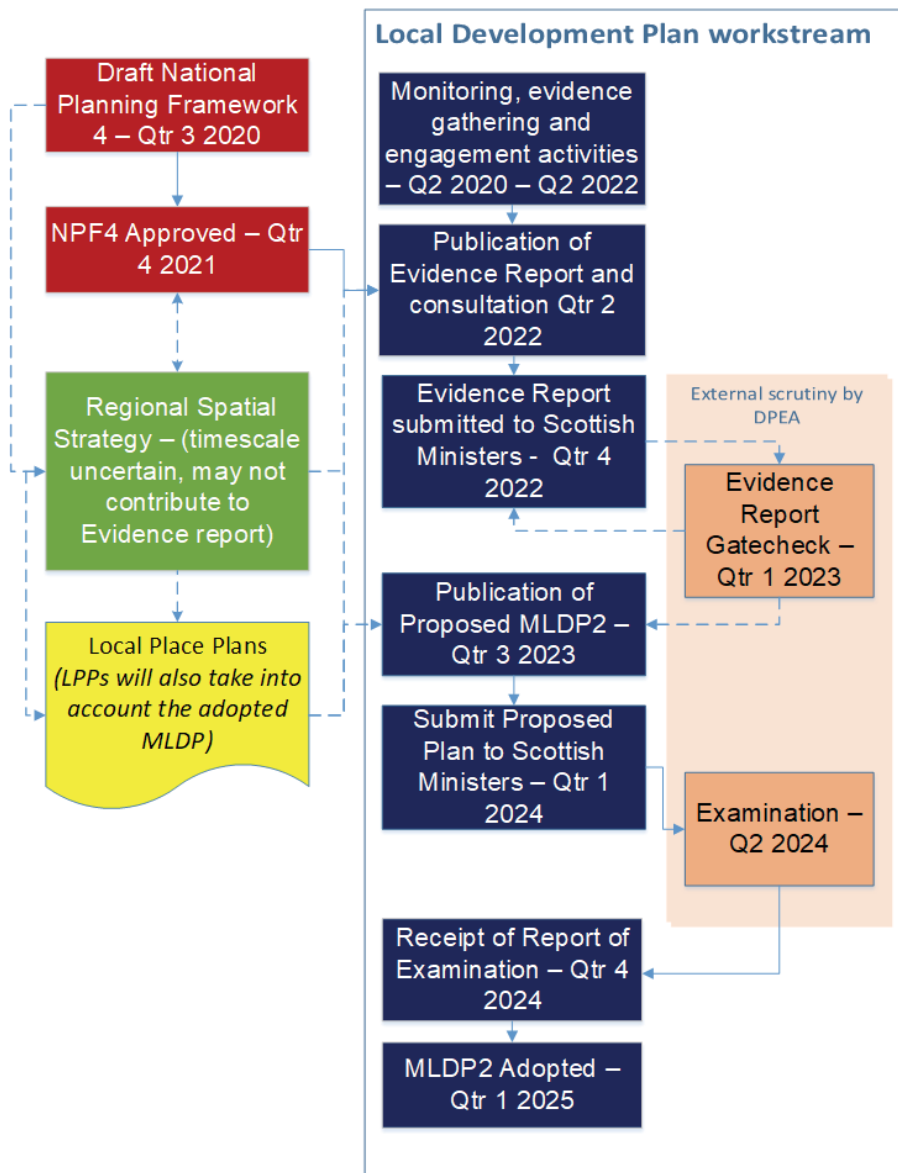 Local Development Plan workstream
Draft National
Planning Framework
4 – Qtr 3 2020
NPF4 Approved – Qtr
4 2021
Regional Spatial
Strategy – (timescale
uncertain, may not
contribute to
Evidence report)
Local Place Plans
(LPPs will also take into
account the adopted
MLDP)
Monitoring, evidence
gathering and
engagement activities
– Q2 2020 – Q2 2022
Publication of
Evidence Report and
consultation Qtr 2
2022
Evidence Report
submitted to Scottish
Ministers - Qtr 4
2022
External scrutiny by
DPEA
Evidence
Report
Gatecheck –
Qtr 1 2023
Publication of
Proposed MLDP2 –
Qtr 3 2023
Submit Proposed
Plan to Scottish
Ministers – Qtr 1
2024
Examination –
Q2 2024
Receipt of Report of
Examination – Qtr 4
2024
MLDP2 Adopted –
Qtr 1 2025